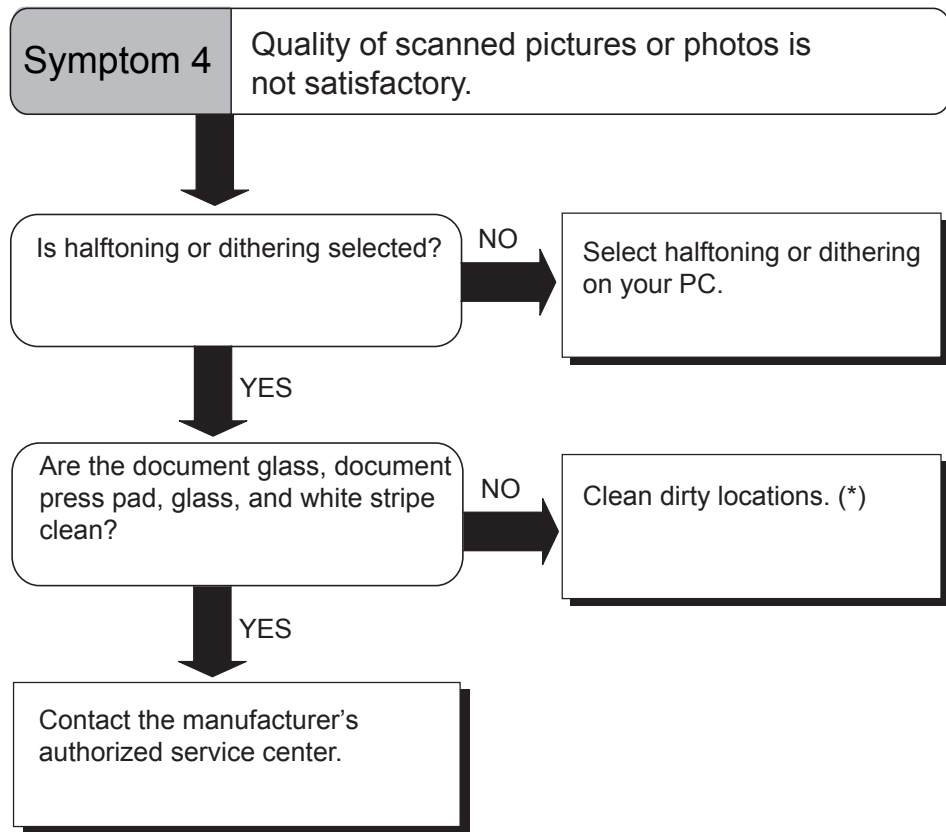 Symptom 4
Quality of scanned pictures or photos is
not satisfactory.
Is halftoning or dithering selected?
NO
Select halftoning or dithering
on your PC.
YES
Are the document glass, document
press pad, glass, and white stripe
clean?
NO
Clean dirty locations. (*)
YES
Contact the manufacturer’s
authorized service center.